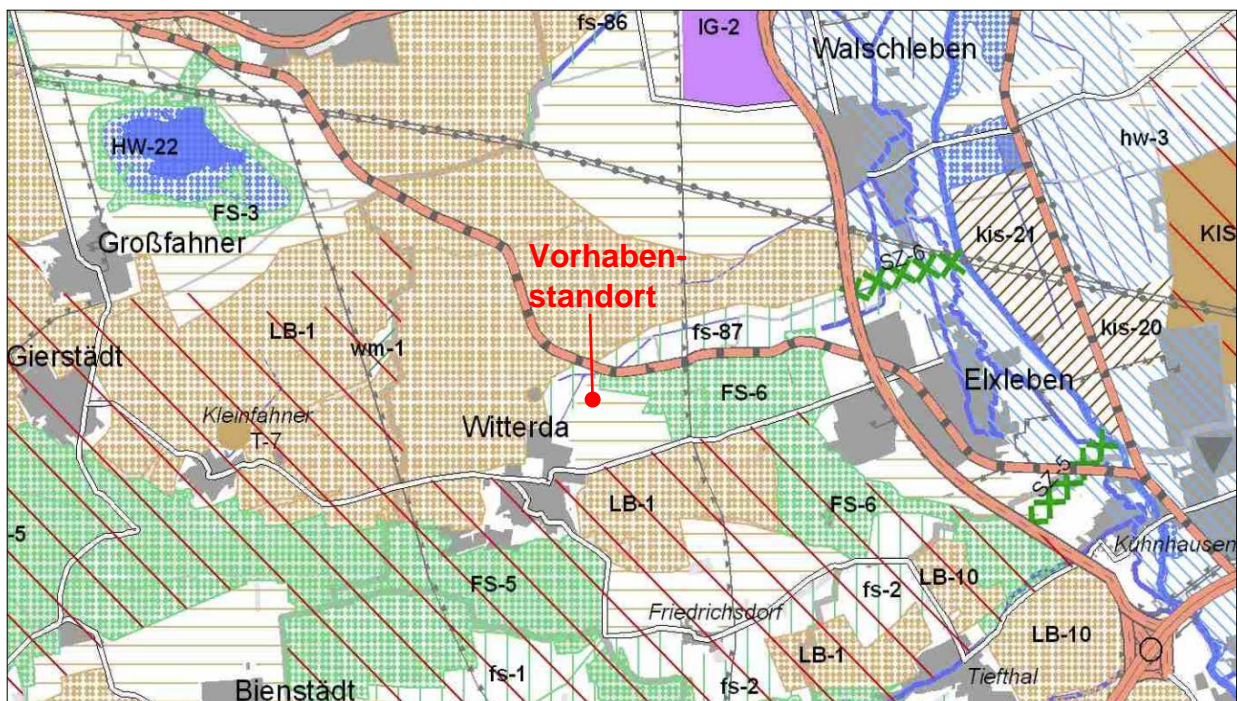 fs-86
IG-2
Walschleben
HW-22
hw-3
FS-3
Großfahner
kis-21
KIS
SZ-6
Vorhaben-
standort
LB-1
wm-1
fs-87
kis-20
Gierstädt
Elxleben
Kleinfahner
T-7
FS-6
Witterda
SZ-5
LB-1
FS-6
-5
Kühnhausen
FS-5
fs-2
LB-10
Friedrichsdorf
LB-10
LB-1
fs-1
fs-2
Tiefthal
Bienstädt